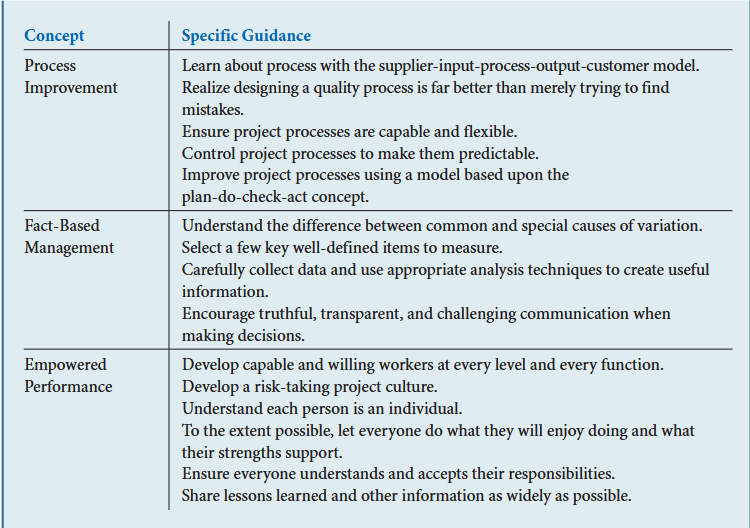 Concept Specific Guidance
Process Improvement
Learn about process with the supplier-input-process-output-customer model.
Realize designing a quality process is far better than merely trying to find
mistakes.
Ensure project processes are capable and flexible.
Control project processes to make them predictable.
Improve project processes using a model based upon the
plan-do-check-act concept.
Fact-Based
Management
Understand the difference between common and special causes of variation.
Select a few key well-defined items to measure.
Carefully collect data and use appropriate analysis techniques to create useful
information.
Encourage truthful, transparent, and challenging communication when
making decisions.
Empowered
Performance
Develop capable and willing workers at every level and every function.
Develop a risk-taking project culture.
Understand each person is an individual.
To the extent possible, let everyone do what they will enjoy doing and what
their strengths support.
Ensure everyone understands and accepts their responsibilities.
Share lessons learned and other information as widely as possible.